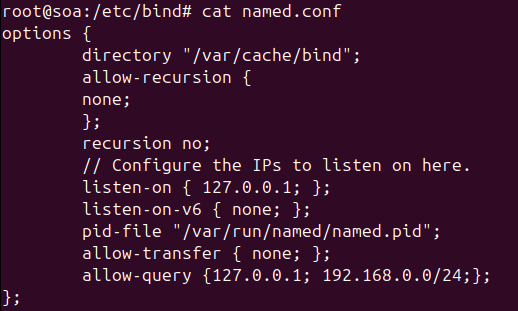 root@soa:/etc/bind# cat named.conf
options {
        directory "/var/cache/bind";
        allow-recursion {
        none;
        };
        recursion no;
        // Configure the IPs to listen on here.
        listen-on { 127.0.0.1; };
        listen-on-v6 { none; };
        pid-file "/var/run/named/named.pid";
        allow-transfer { none; };
        allow-query {127.0.0.1; 192.168.0.0/24;};
};